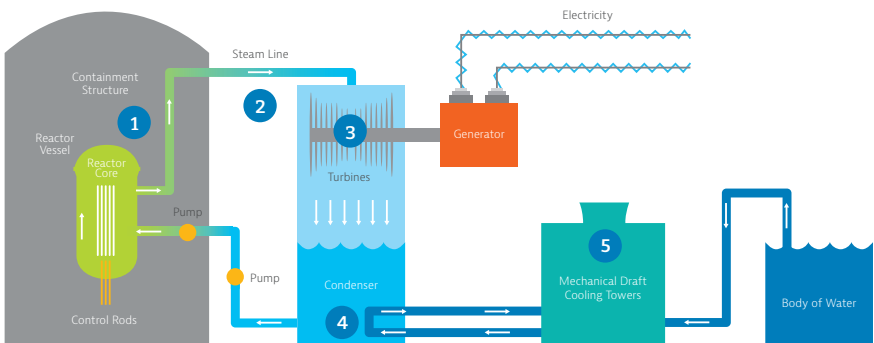 Electricity
Steam Line
Containment
Structure
1
2
3
Generator
Reactor
Vessel
Reactor
Core
Turbines
Pump
5
Pump
Mechanical Draft
Cooling Towers
Condenser
Body of Water
Control Rods
4